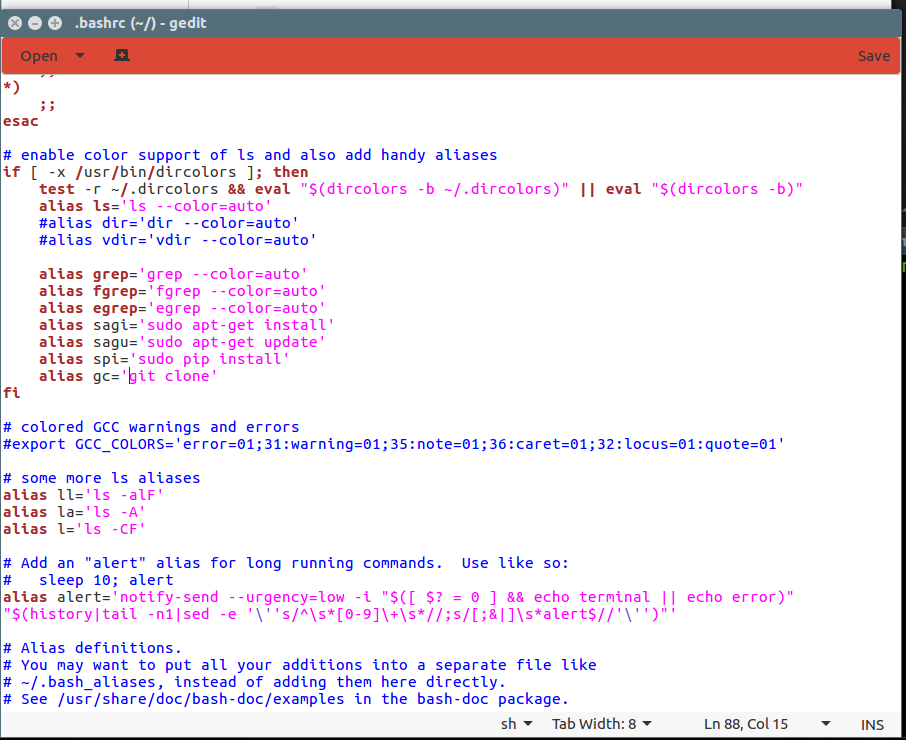 .bashrc (~/) - gedit
Open Save
;;
*)
    ;;
esac

# enable color support of ls and also add handy aliases
if [ -x /usr/bin/dircolors ]; then
    test -r ~/.dircolors && eval "$(dircolors -b ~/.dircolors)" || eval "$(dircolors -b)"
    alias ls='ls --color=auto'
    #alias dir='dir --color=auto'
    #alias vdir='vdir --color=auto'

    alias grep='grep --color=auto'
    alias fgrep='fgrep --color=auto'
    alias egrep='egrep --color=auto'
    alias sagi='sudo apt-get install'
    alias sagu='sudo apt-get update'
    alias spi='sudo pip install'
    alias gc='git clone'
fi

# colored GCC warnings and errors
#export GCC_COLORS='error=01;31:warning=01;35:note=01;36:caret=01;32:locus=01:quote=01'

# some more ls aliases
alias ll='ls -alF'
alias la='ls -A'
alias l='ls -CF'

# Add an "alert" alias for long running commands.  Use like so:
#   sleep 10; alert
alias alert='notify-send --urgency=low -i "$([ $? = 0 ] && echo terminal || echo error)"
"$(history|tail -n1|sed -e '\''s/^\s*[0-9]\+\s*//;s/[;&|]\s*alert$//'\'')"'

# Alias definitions.
# You may want to put all your additions into a separate file like
# ~/.bash_aliases, instead of adding them here directly.
# See /usr/share/doc/bash-doc/examples in the bash-doc package.
sh Tab Width: 8 Ln 88, Col 15 INS